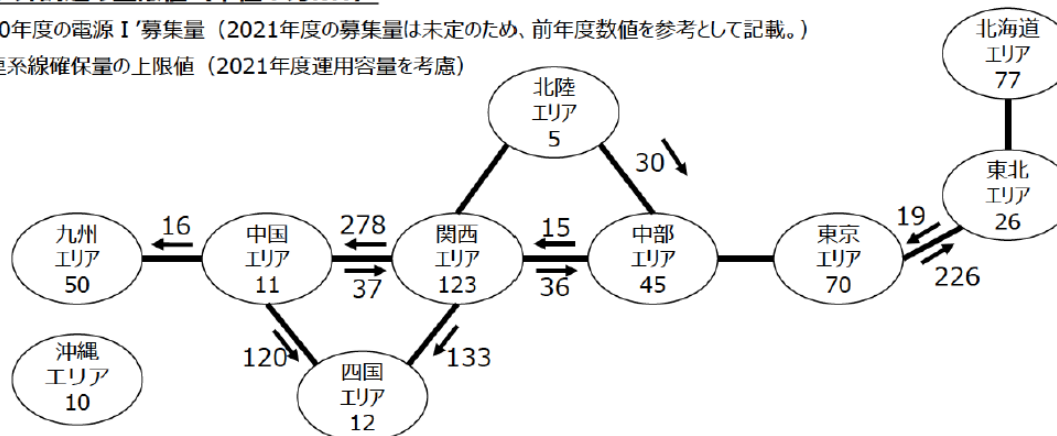 0年度の電源Ⅰ´募集量（2021年度の募集量は未定のため、前年度数値を参考として記載。）
連系線確保量の上限値（2021年度運用容量を考慮）
北海道
エリア
77
北陸
エリア
5
30
東北
エリア
26
九州
エリア
50
16
中国
エリア
11
278
37
関西
エリア
123
15
36
中部
エリア
45
東京
エリア
70
19
226
沖縄
エリア
10
120
四国
エリア
12
133